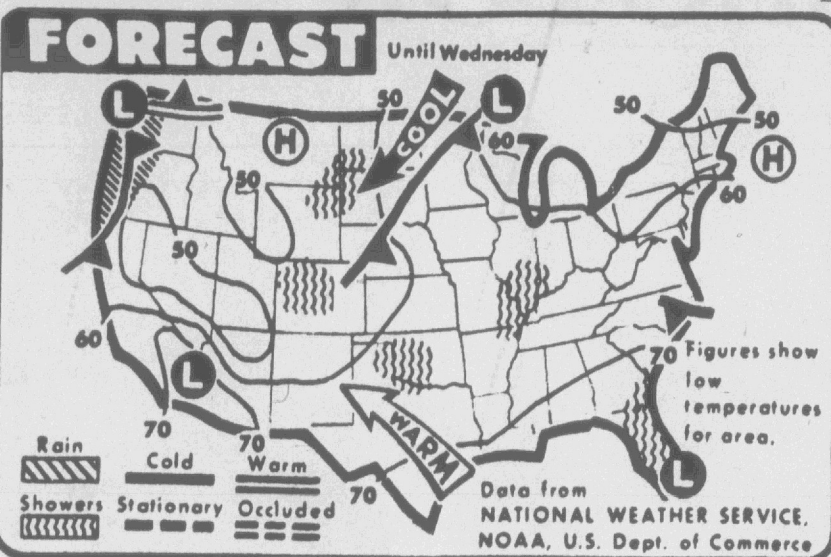 FORECAST
Until Wednesday
L
50
COOL
L
50
50
H
60
H
50
60
50
60
L
70
Figures show
low
temperatures
for area.
70
70
WARM
70
L
Rain
Cold
Warm
Showers
Stationary
Occluded
Data from
NATIONAL WEATHER SERVICE,
NOAA, U.S. Dept. of Commerce